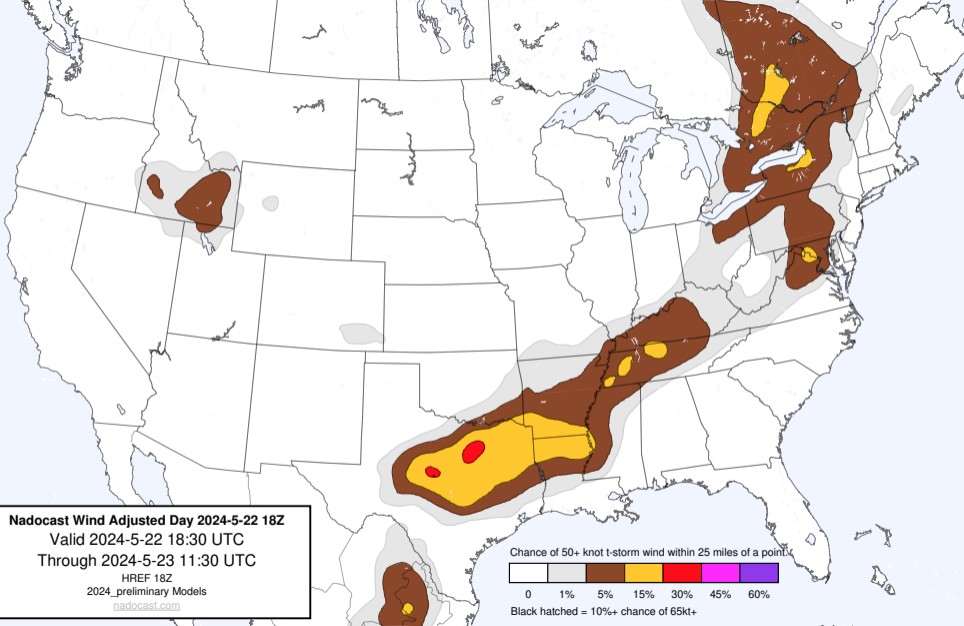 Nadocast Wind Adjusted Day 2024-5-22 18Z
Valid 2024-5-22 18:30 UTC
Through 2024-5-23 11:30 UTC
HREF 18Z
2024_preliminary Models
nadocast.com
Chance of 50+ knot t-storm wind within 25 miles of a point.
0 1% 5% 15% 30% 45% 60%
Black hatched = 10%+ chance of 65kt+